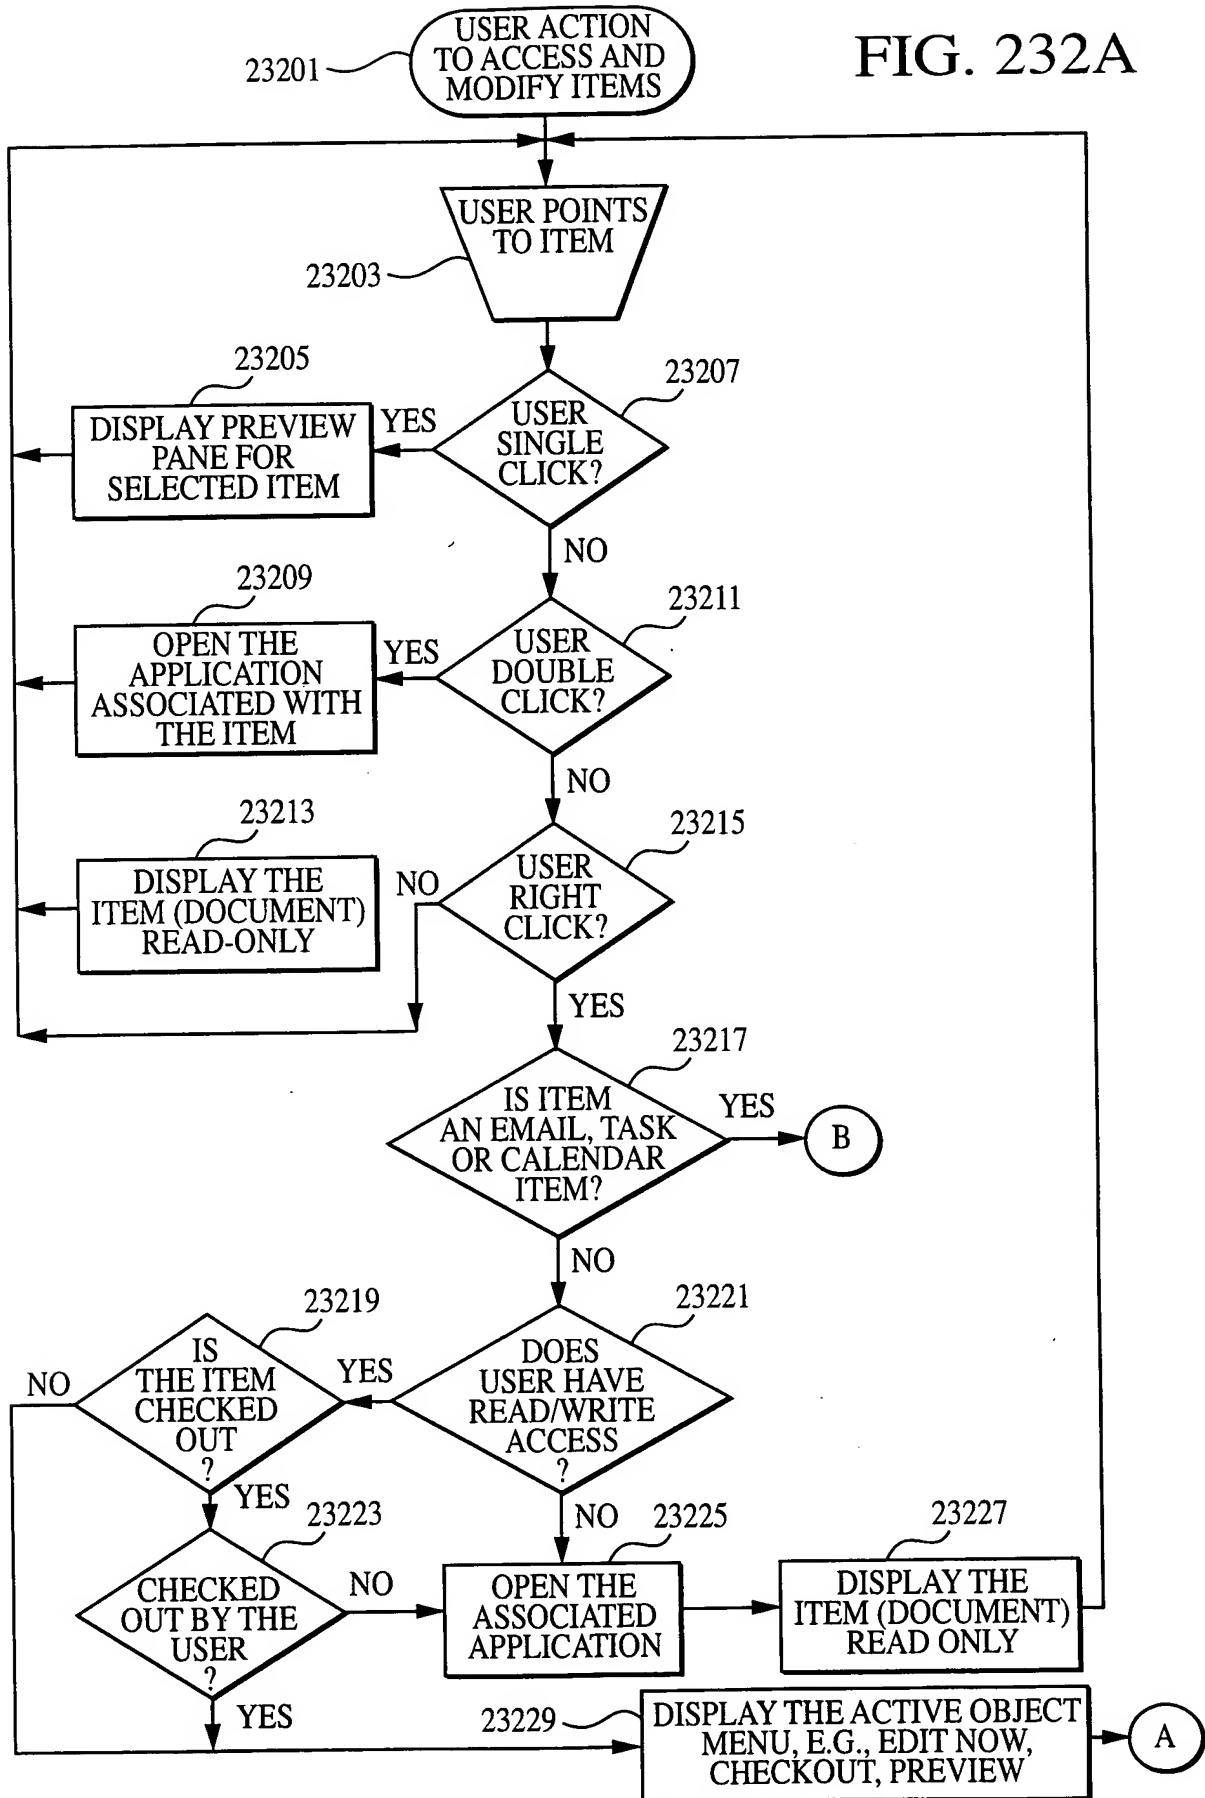 USER ACTION
TO ACCESS AND
MODIFY ITEMS
23201
FIG. 232A
USER POINTS
TO ITEM
23203
23205
DISPLAY PREVIEW
PANE FOR
SELECTED ITEM
YES
23207
USER
SINGLE
CLICK?
NO
23209
OPEN THE
APPLICATION
ASSOCIATED WITH
THE ITEM
YES
23211
USER
DOUBLE
CLICK?
NO
23213
DISPLAY THE
ITEM (DOCUMENT)
READ-ONLY
NO
23215
USER
RIGHT
CLICK?
YES
23217
IS ITEM
AN EMAIL, TASK
OR CALENDAR
ITEM?
YES
B
NO
23219
IS
THE ITEM
CHECKED
OUT
?
NO
YES
23221
DOES
USER HAVE
READ/WRITE
ACCESS
?
YES
NO
23223
CHECKED
OUT BY THE
USER
?
NO
YES
23225
OPEN THE
ASSOCIATED
APPLICATION
23227
DISPLAY THE
ITEM (DOCUMENT)
READ ONLY
23229
DISPLAY THE ACTIVE OBJECT
MENU, E.G., EDIT NOW,
CHECKOUT, PREVIEW
A